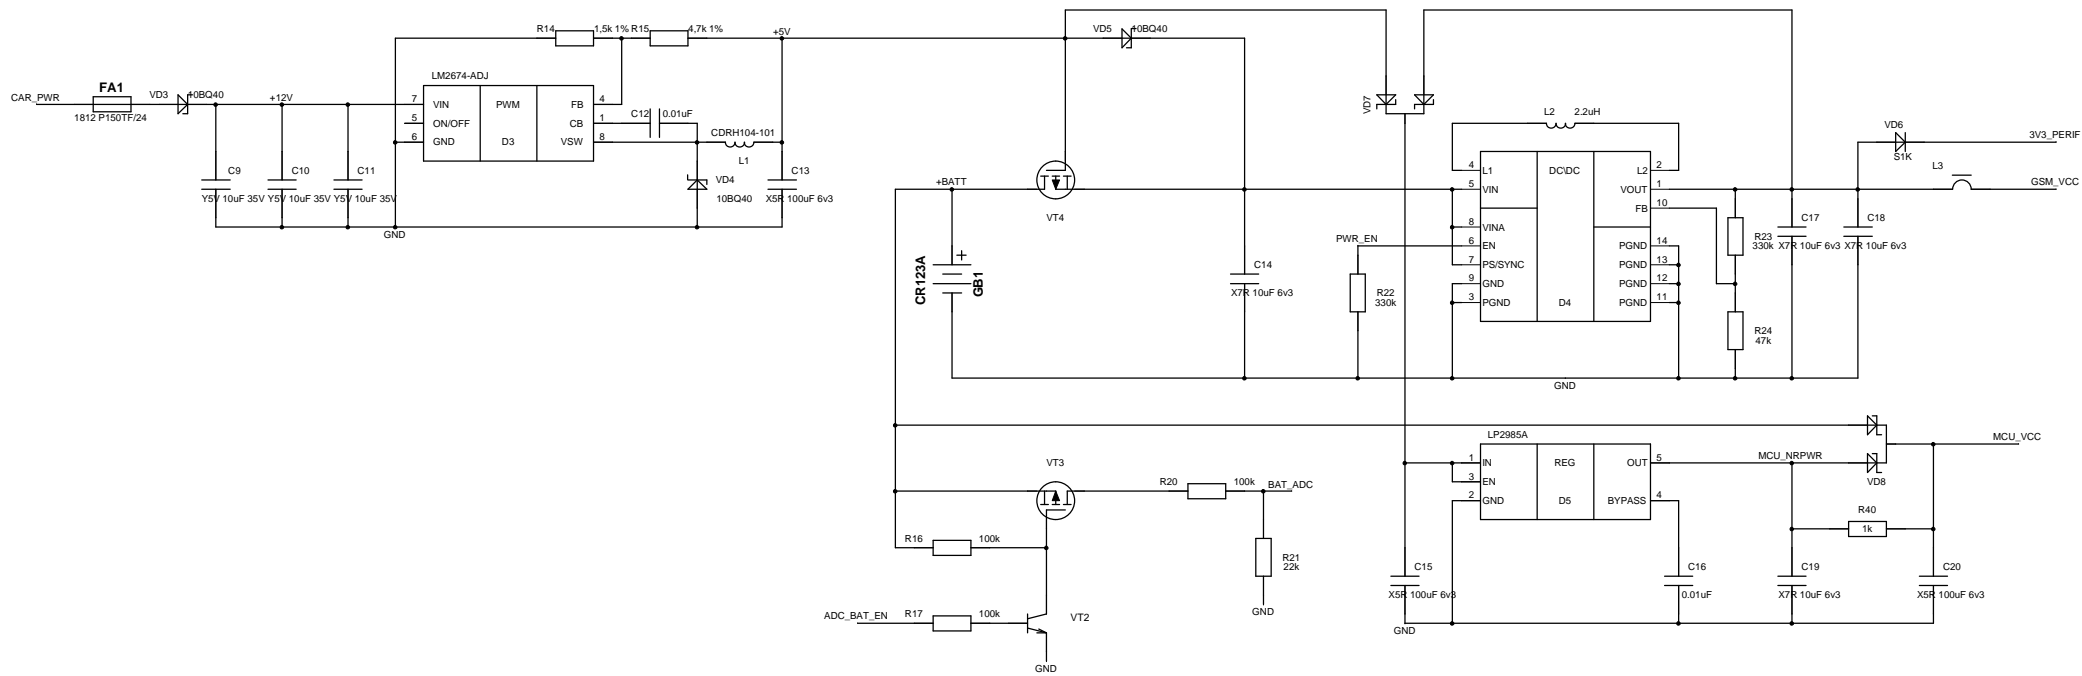 R14 1,5k 1% R15 4,7k 1%
+5V
VD5 10BQ40
LM2674-ADJ
CAR_PWR
FA1
1812 P150TF/24
VD3 10BQ40
+12V
7 VIN PWM FB 4
5 ON/OFF CB 1
6 GND D3 VSW 8
C12 0.01uF
CDRH104-101
L1
C9
Y5V 10uF 35V
C10
Y5V 10uF 35V
C11
Y5V 10uF 35V
VD4
10BQ40
C13
X5R 100uF 6v3
GND
+BATT
VT4
CR123A
+
GB1
C14
X7R 10uF 6v3
VD7
L2 2.2uH
4 L1 DC\DC L2 2
5 VIN VOUT 1
FB 10
8 VINA
6 EN PGND 14
7 PS/SYNC PGND 13
9 GND PGND 12
3 PGND D4 PGND 11
PWR_EN
R22
330k
R23
330k
R24
47k
C17
X7R 10uF 6v3
C18
X7R 10uF 6v3
VD6
S1K
3V3_PERIF
L3
GSM_VCC
GND
LP2985A
1 IN REG OUT 5
3 EN
2 GND D5 BYPASS 4
MCU_NRPWR
VD8
MCU_VCC
R40
1k
C15
X5R 100uF 6v3
C16
0.01uF
C19
X7R 10uF 6v3
C20
X5R 100uF 6v3
GND
VT3
R20 100k
BAT_ADC
R21
22k
GND
R16 100k
ADC_BAT_EN
R17 100k
VT2
GND